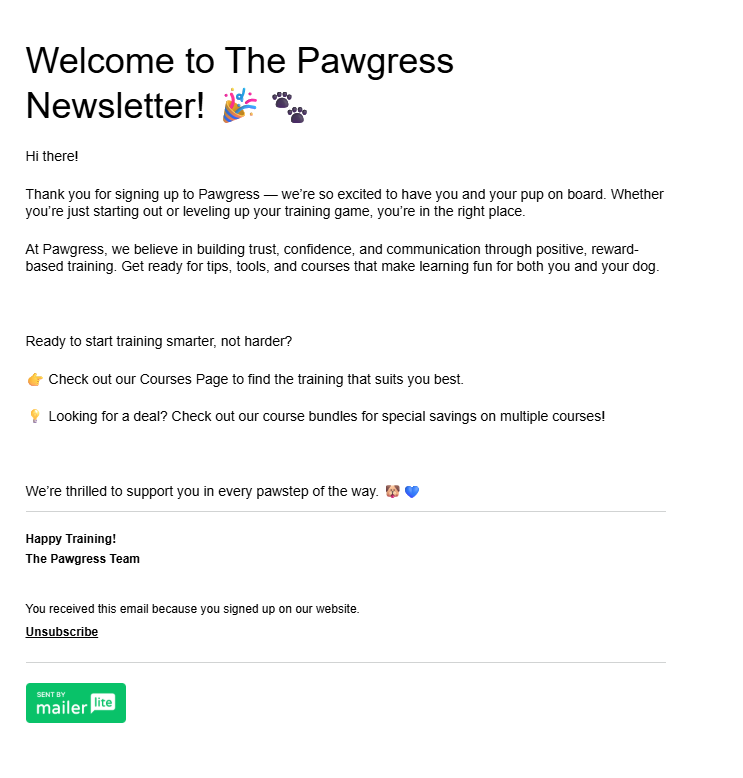 Welcome to The Pawgress
Newsletter! 🎉 🐾
Hi there!
Thank you for signing up to Pawgress — we’re so excited to have you and your pup on board. Whether
you’re just starting out or leveling up your training game, you’re in the right place.
At Pawgress, we believe in building trust, confidence, and communication through positive, reward-
based training. Get ready for tips, tools, and courses that make learning fun for both you and your dog.
Ready to start training smarter, not harder?
👉 Check out our Courses Page to find the training that suits you best.
💡 Looking for a deal? Check out our course bundles for special savings on multiple courses!
We’re thrilled to support you in every pawstep of the way. 🐶 💙
Happy Training!
The Pawgress Team
You received this email because you signed up on our website.
Unsubscribe
SENT BY
mailer lite